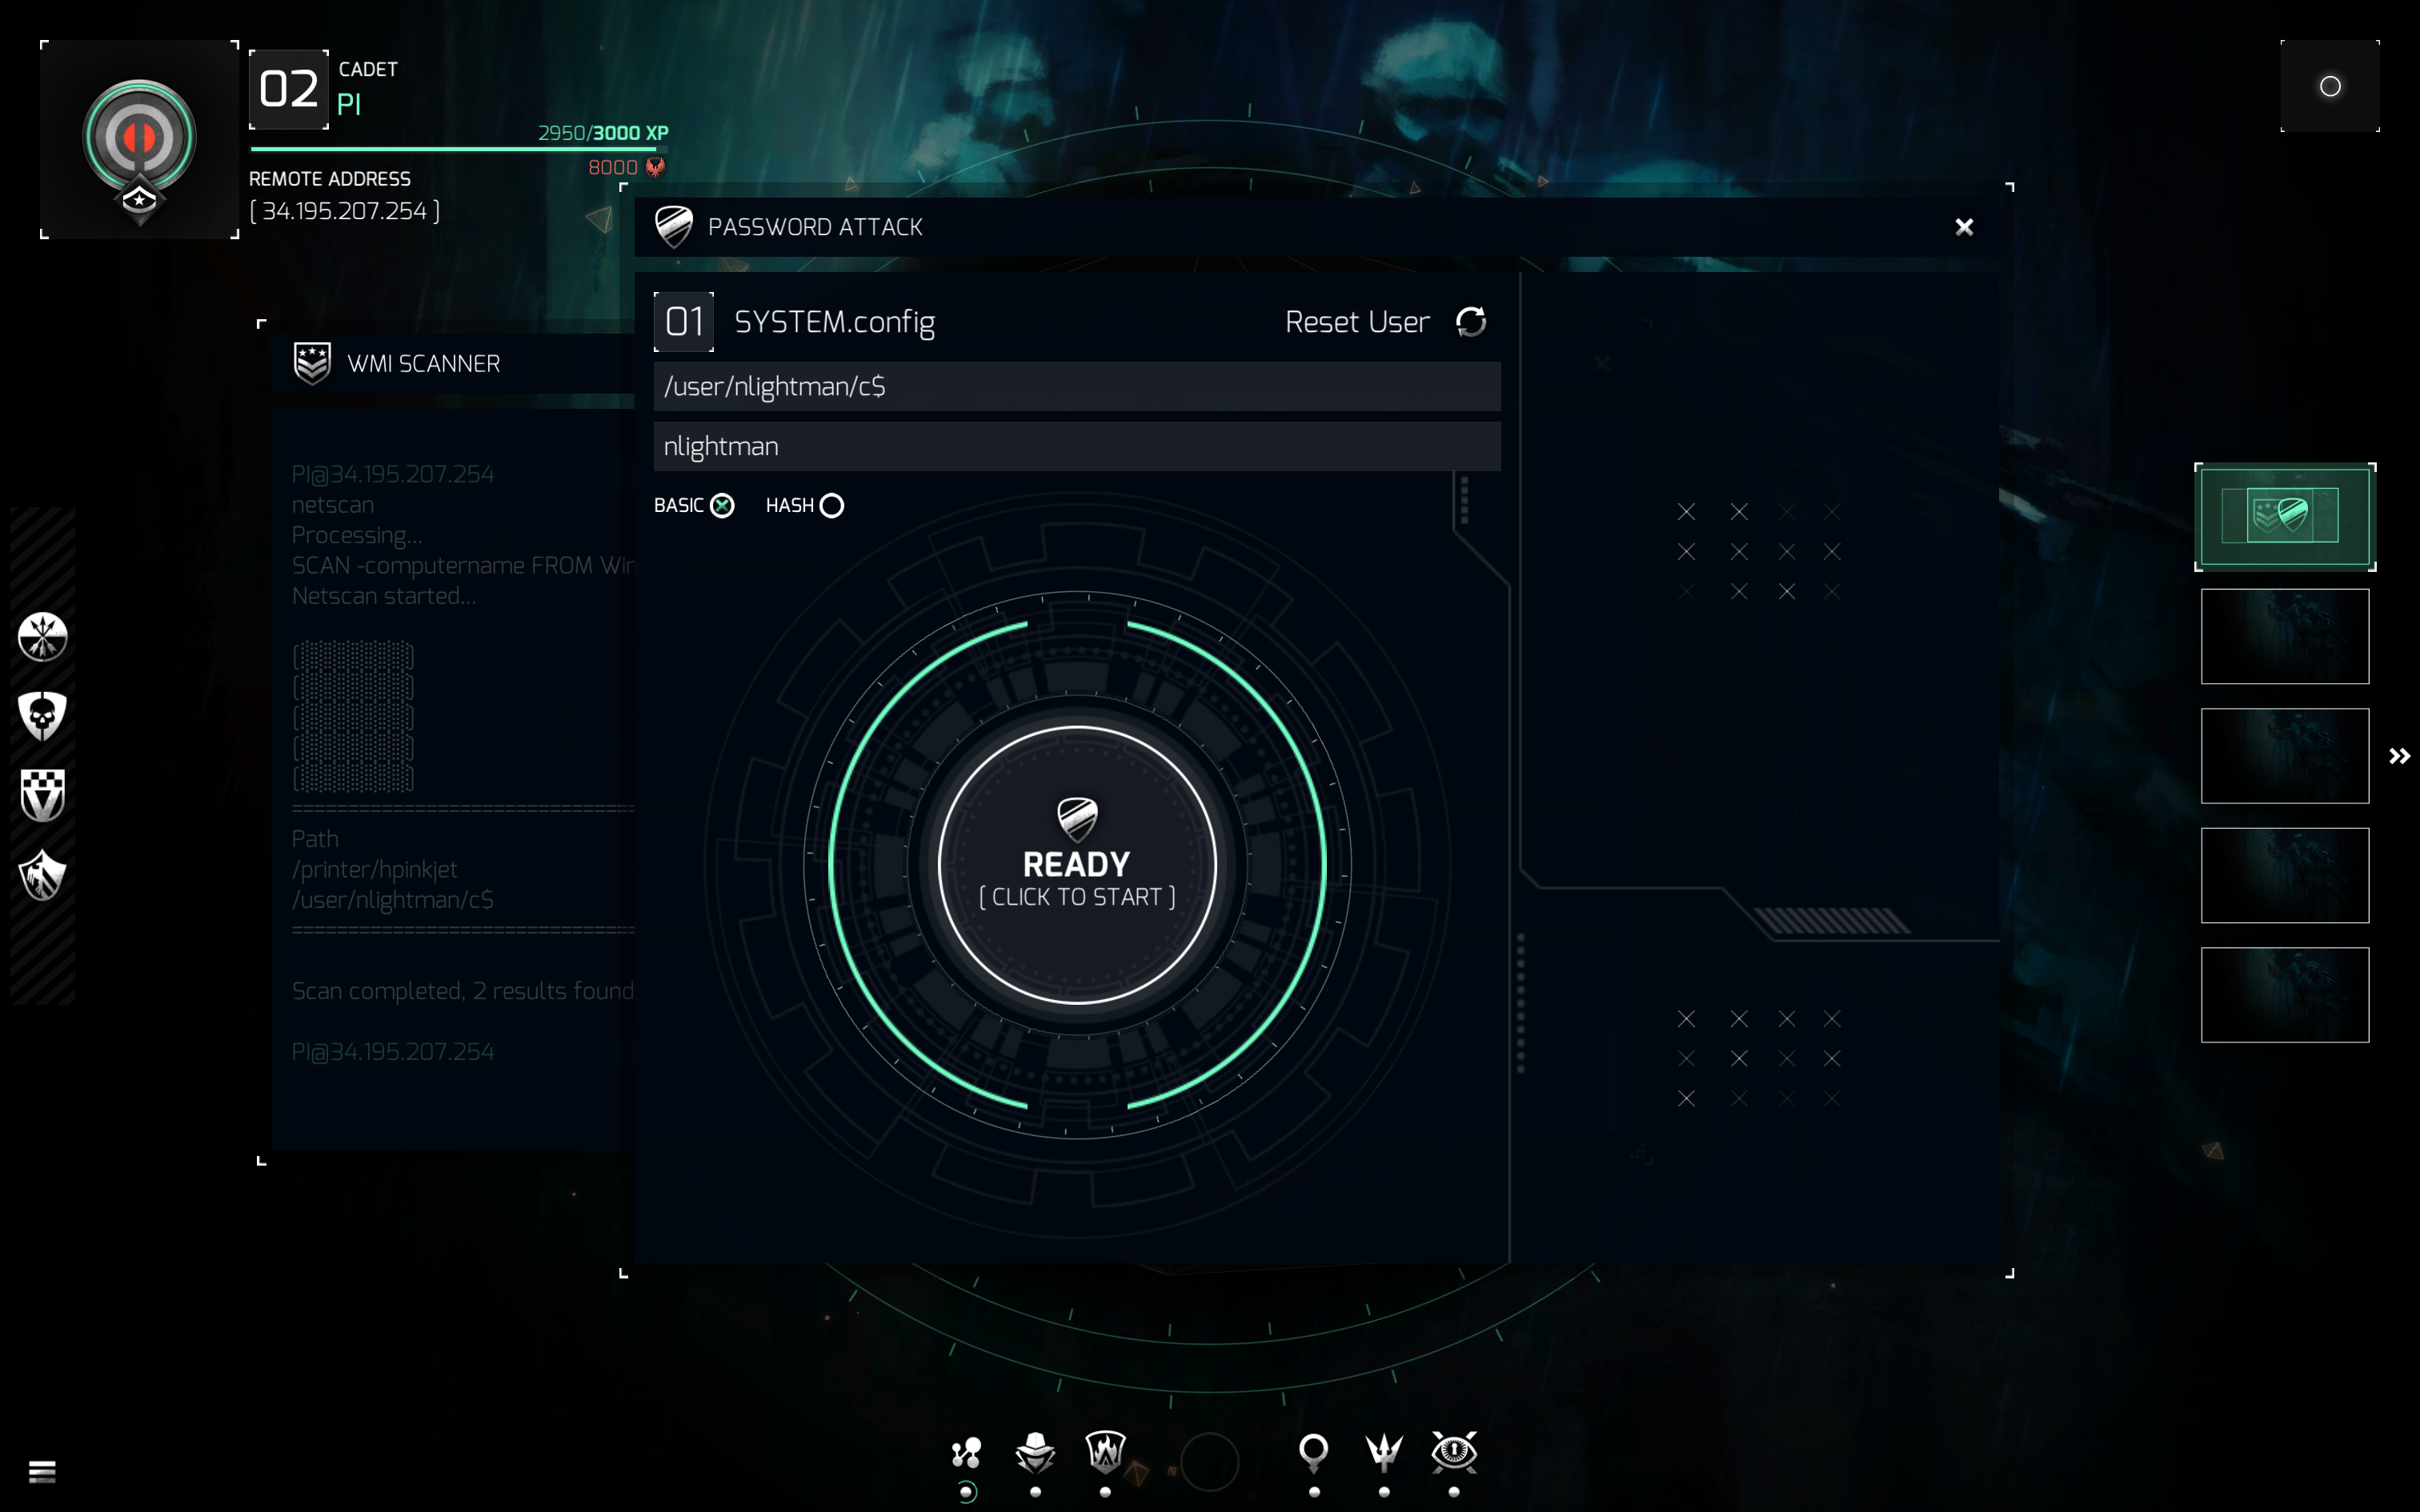 02
CADET
PI
2950/3000 XP
8000
REMOTE ADDRESS
[ 34.195.207.254 ]
PASSWORD ATTACK
01 SYSTEM.config
Reset User
/user/nlightman/c$
nlightman
BASIC HASH
READY
[ CLICK TO START ]
WMI SCANNER
PI@34.195.207.254
netscan
Processing...
SCAN -computername FROM Wir
Netscan started...
====================================
Path
/printer/hpinkjet
/user/nlightman/c$
====================================
Scan completed, 2 results found
PI@34.195.207.254